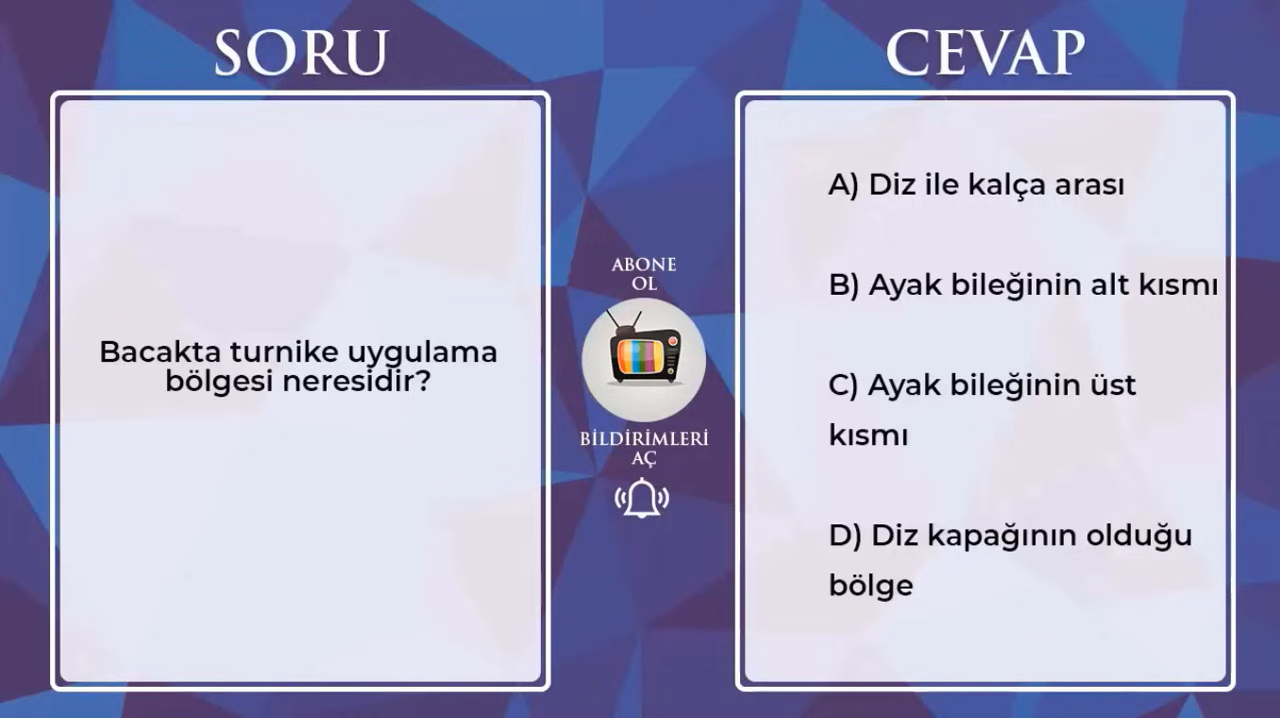 SORU
Bacakta turnike uygulama
bölgesi neresidir?
ABONE
OL
BİLDİRİMLERİ
AÇ
CEVAP
A) Diz ile kalça arası
B) Ayak bileğinin alt kısmı
C) Ayak bileğinin üst
kısmı
D) Diz kapağının olduğu
bölge